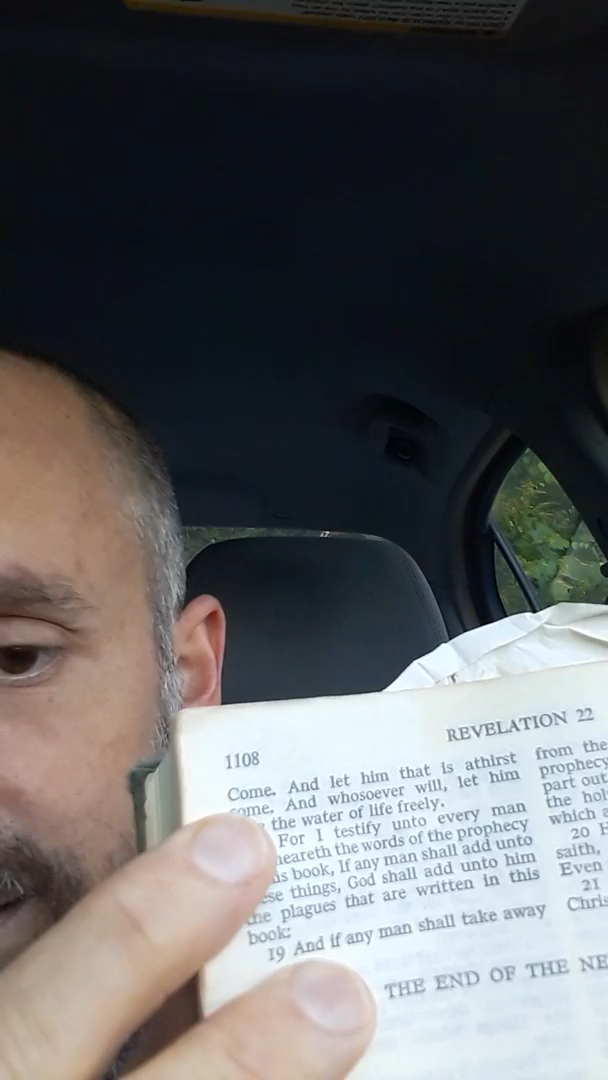 1108
REVELATION 22
Come. And let him that is athirst
come. And whosoever will, let him
the water of life freely.
For I testify unto every man
heareth the words of the prophecy
this book, If any man shall add unto
these things, God shall add unto him
the plagues that are written in this
book:
19 And if any man shall take away
from the
prophecy
part out
the hol
which a
20 H
saith,
Even
21
Chris
THE END OF THE NE